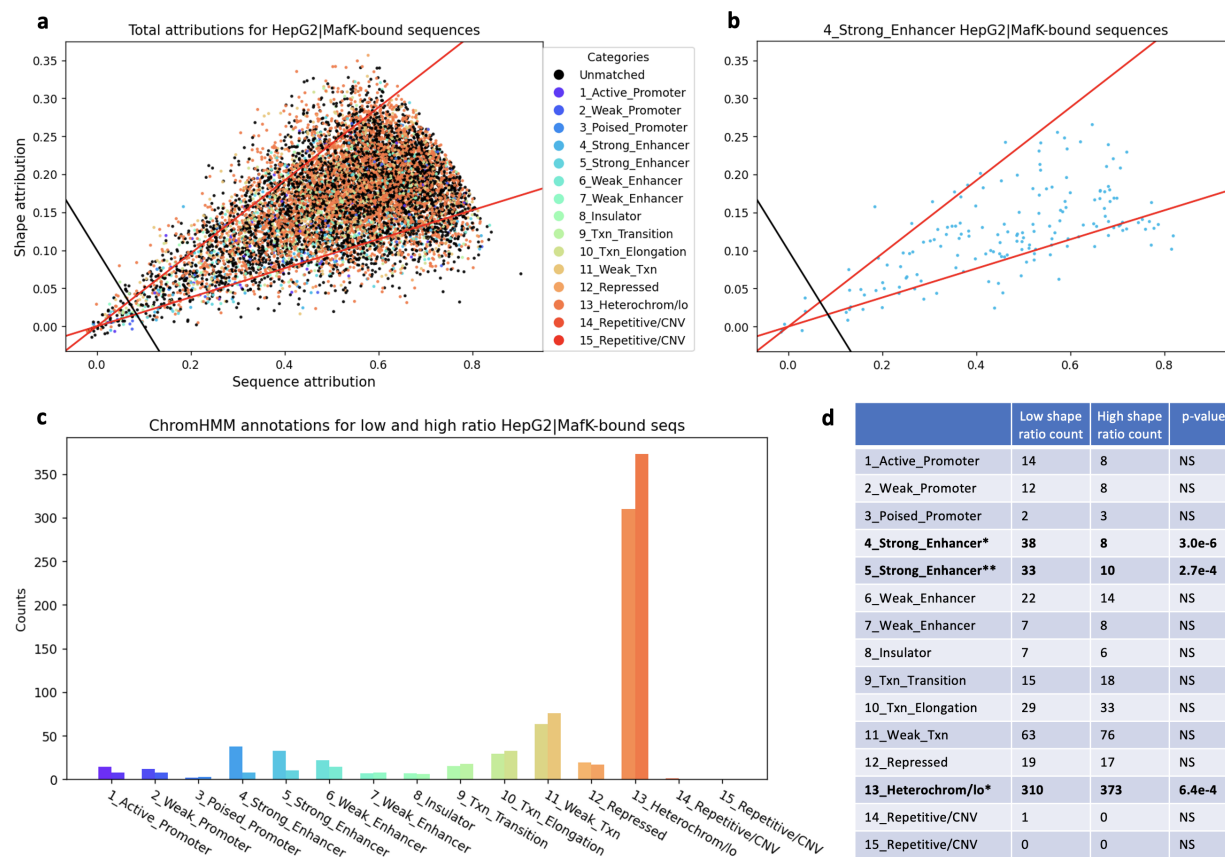 a
Total attributions for HepG2|MafK-bound sequences
Shape attribution
0.35
0.30
0.25
0.20
0.15
0.10
0.05
0.00
0.0 0.2 0.4 0.6 0.8
Sequence attribution
Categories
Unmatched
1_Active_Promoter
2_Weak_Promoter
3_Poised_Promoter
4_Strong_Enhancer
5_Strong_Enhancer
6_Weak_Enhancer
7_Weak_Enhancer
8_Insulator
9_Txn_Transition
10_Txn_Elongation
11_Weak_Txn
12_Repressed
13_Heterochrom/lo
14_Repetitive/CNV
15_Repetitive/CNV
b
4_Strong_Enhancer HepG2|MafK-bound sequences
0.35
0.30
0.25
0.20
0.15
0.10
0.05
0.00
0.0 0.2 0.4 0.6 0.8
c
ChromHMM annotations for low and high ratio HepG2|MafK-bound seqs
Counts
350
300
250
200
150
100
50
0
1_Active_Promoter
2_Weak_Promoter
3_Poised_Promoter
4_Strong_Enhancer
5_Strong_Enhancer
6_Weak_Enhancer
7_Weak_Enhancer
8_Insulator
9_Txn_Transition
10_Txn_Elongation
11_Weak_Txn
12_Repressed
13_Heterochrom/lo
14_Repetitive/CNV
15_Repetitive/CNV
d
Low shape ratio count High shape ratio count p-value
1_Active_Promoter 14 8 NS
2_Weak_Promoter 12 8 NS
3_Poised_Promoter 2 3 NS
4_Strong_Enhancer* 38 8 3.0e-6
5_Strong_Enhancer** 33 10 2.7e-4
6_Weak_Enhancer 22 14 NS
7_Weak_Enhancer 7 8 NS
8_Insulator 7 6 NS
9_Txn_Transition 15 18 NS
10_Txn_Elongation 29 33 NS
11_Weak_Txn 63 76 NS
12_Repressed 19 17 NS
13_Heterochrom/lo* 310 373 6.4e-4
14_Repetitive/CNV 1 0 NS
15_Repetitive/CNV 0 0 NS